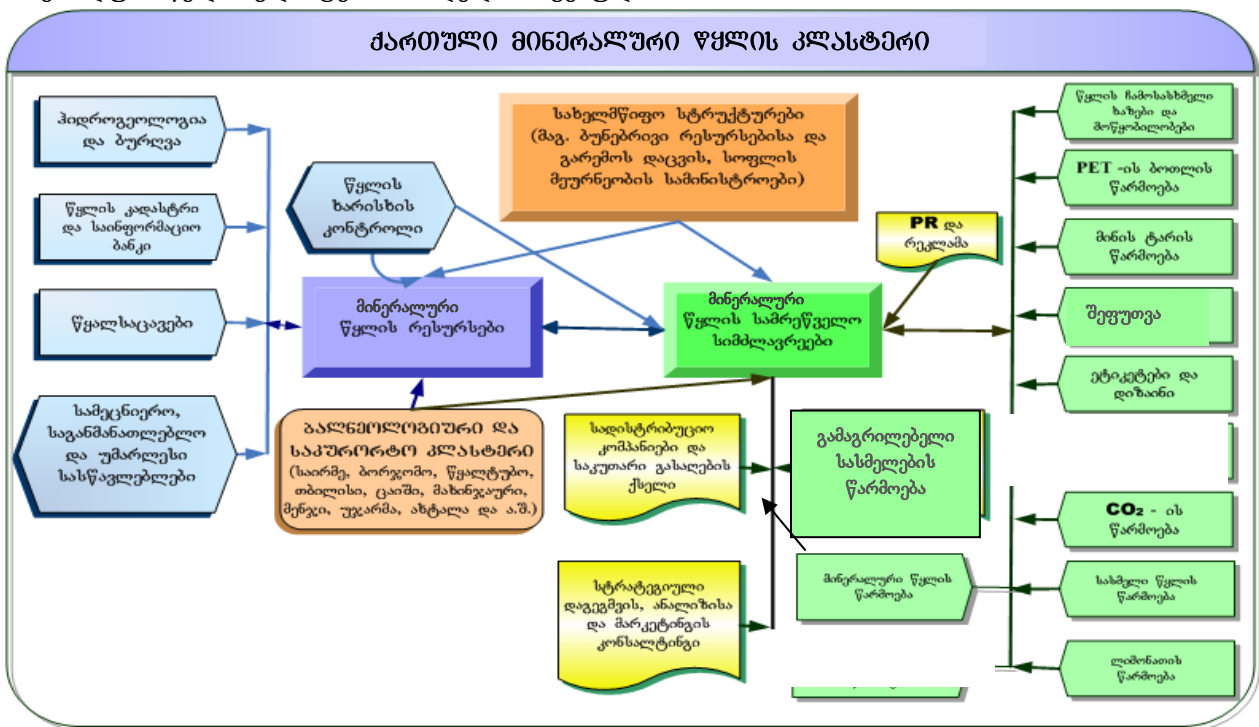 ქართული მინერალური წყლის კლასტერი
ჰიდროგეოლოგია
და ბურღვა
წყლის კადასტრი
და საინფორმაციო
ბანკი
წყალსაცავები
სამეცნიერო,
საგანმანათლებლო
და უმარლესი
სასწავლებლები
წყლის
ხარისხის
კონტროლი
სახელმწიფო სტრუქტურები
(მაგ. ბუნებრივი რესურსებისა და
გარემოს დაცვის, სოფლის
მეურნეობის სამინისტროები)
PR და
რეკლამა
მინერალური
წყლის რესურსები
მინერალური
წყლის სამრეწველო
სიმძლავრეები
ბალნეოლოგიური და
საკურორტო კლასტერი
(საირმე, ბორჯომი, წყალტუბო,
თბილისი, ცაიში, მახინჯაური,
მენჯი, უჯარმა, ახტალა და ა.შ.)
სადისტრიბუციო
კომპანიები და
საკუთარი გასაღების
ქსელი
გამაგრილებელი
სასმელების
წარმოება
სტრატეგიული
დაგეგმვის, ანალიზისა
და მარკეტინგის
კონსალტინგი
მინერალური წყლის
წარმოება
წყლის ჩამოსასხმელი
ხაზები და
მოწყობილობები
PET -ის ბოთლის
წარმოება
მინის ტარის
წარმოება
შეფუთვა
ეტიკეტები და
დიზაინი
CO₂ - ის
წარმოება
სასმელი წყლის
წარმოება
ლიმონათის
წარმოება